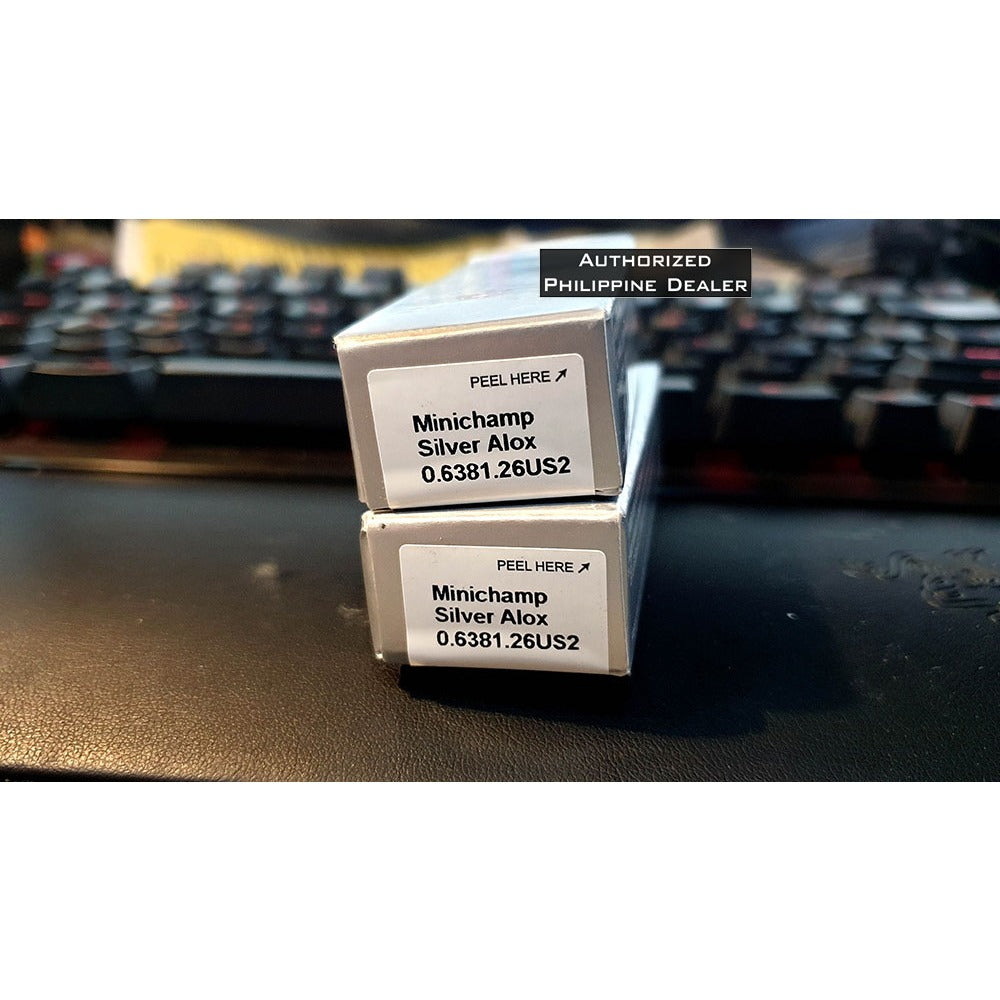 AUTHORIZED
PHILIPPINE DEALER
PEEL HERE
Minichamp
Silver Alox
0.6381.26US2
PEEL HERE
Minichamp
Silver Alox
0.6381.26US2